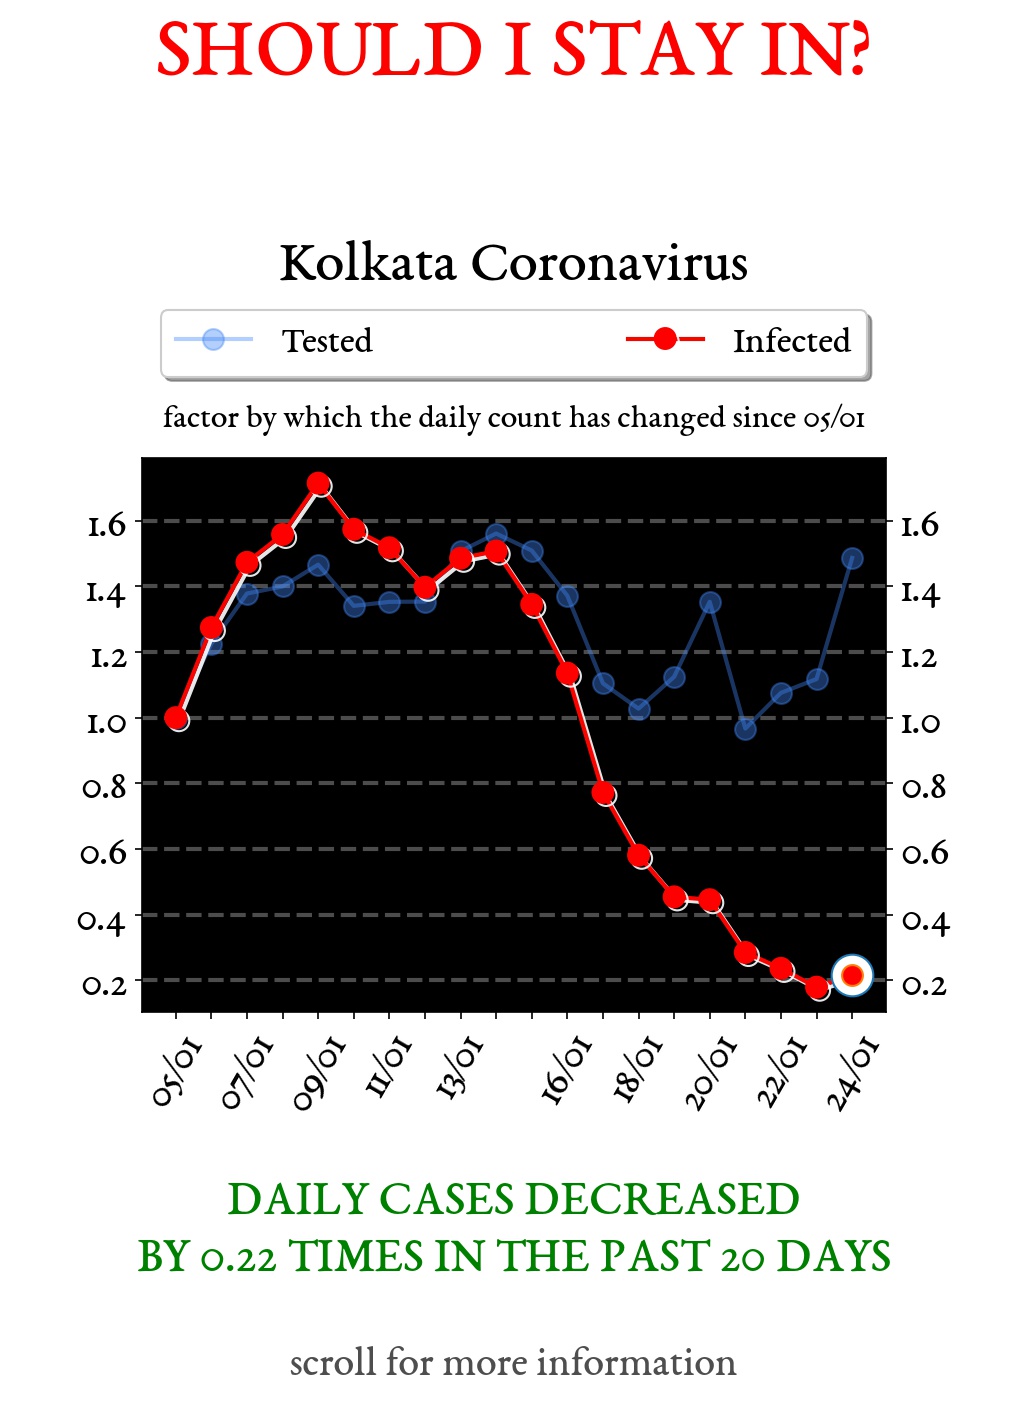 SHOULD I STAY IN?
Kolkata Coronavirus
Tested Infected
factor by which the daily count has changed since 05/01
1.6 1.6
1.4 1.4
1.2 1.2
1.0 1.0
0.8 0.8
0.6 0.6
0.4 0.4
0.2 0.2
05/01 07/01 09/01 11/01 13/01 16/01 18/01 20/01 22/01 24/01
DAILY CASES DECREASED
BY 0.22 TIMES IN THE PAST 20 DAYS
scroll for more information